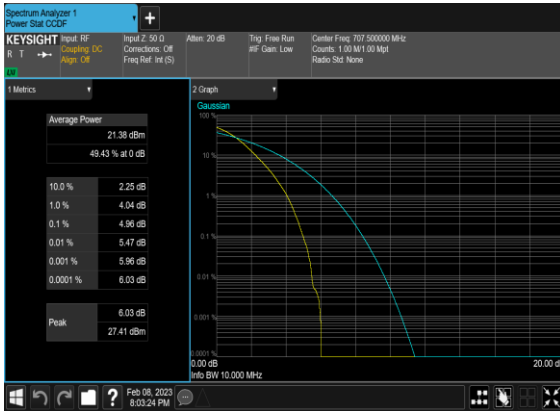 Spectrum Analyzer 1
Power Stat CCDF
+
KEYSIGHT
R T
LXI
Input: RF
Coupling: DC
Align: Off
Input Z: 50 Ω
Corrections: Off
Freq Ref: Int (S)
Atten: 20 dB
Trig: Free Run
#IF Gain: Low
Center Freq: 707.500000 MHz
Counts: 1.00 M/1.00 Mpt
Radio Std: None
1 Metrics
Average Power
21.38 dBm
49.43 % at 0 dB
10.0 % 2.25 dB
1.0 % 4.04 dB
0.1 % 4.96 dB
0.01 % 5.47 dB
0.001 % 5.96 dB
0.0001 % 6.03 dB
Peak
6.03 dB
27.41 dBm
2 Graph
Gaussian
100 %
10 %
1 %
0.1 %
0.01 %
0.001 %
0.0001 %
0.00 dB
20.00 d
Info BW 10.000 MHz
?
Feb 08, 2023
8:03:24 PM